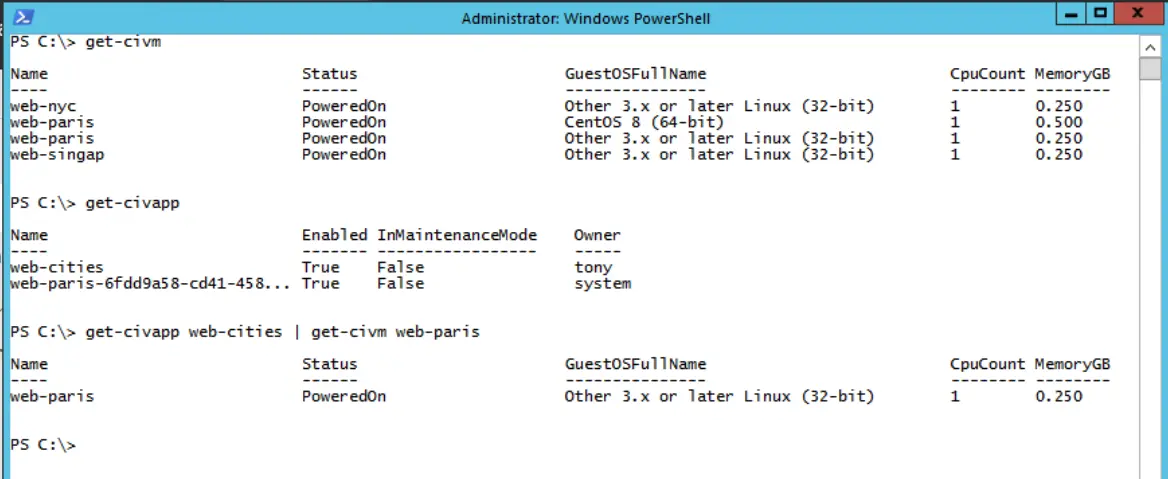 Administrator: Windows PowerShell
PS C:\> get-civm
Name Status GuestOSFullName CpuCount MemoryGB
---- ------ --------------- -------- --------
web-nyc PoweredOn Other 3.x or later Linux (32-bit) 1 0.250
web-paris PoweredOn CentOS 8 (64-bit) 1 0.500
web-paris PoweredOn Other 3.x or later Linux (32-bit) 1 0.250
web-singap PoweredOn Other 3.x or later Linux (32-bit) 1 0.250
PS C:\> get-civapp
Name Enabled InMaintenanceMode Owner
---- ------- ----------------- -----
web-cities True False tony
web-paris-6fdd9a58-cd41-458... True False system
PS C:\> get-civapp web-cities | get-civm web-paris
Name Status GuestOSFullName CpuCount MemoryGB
---- ------ --------------- -------- --------
web-paris PoweredOn Other 3.x or later Linux (32-bit) 1 0.250
PS C:\>